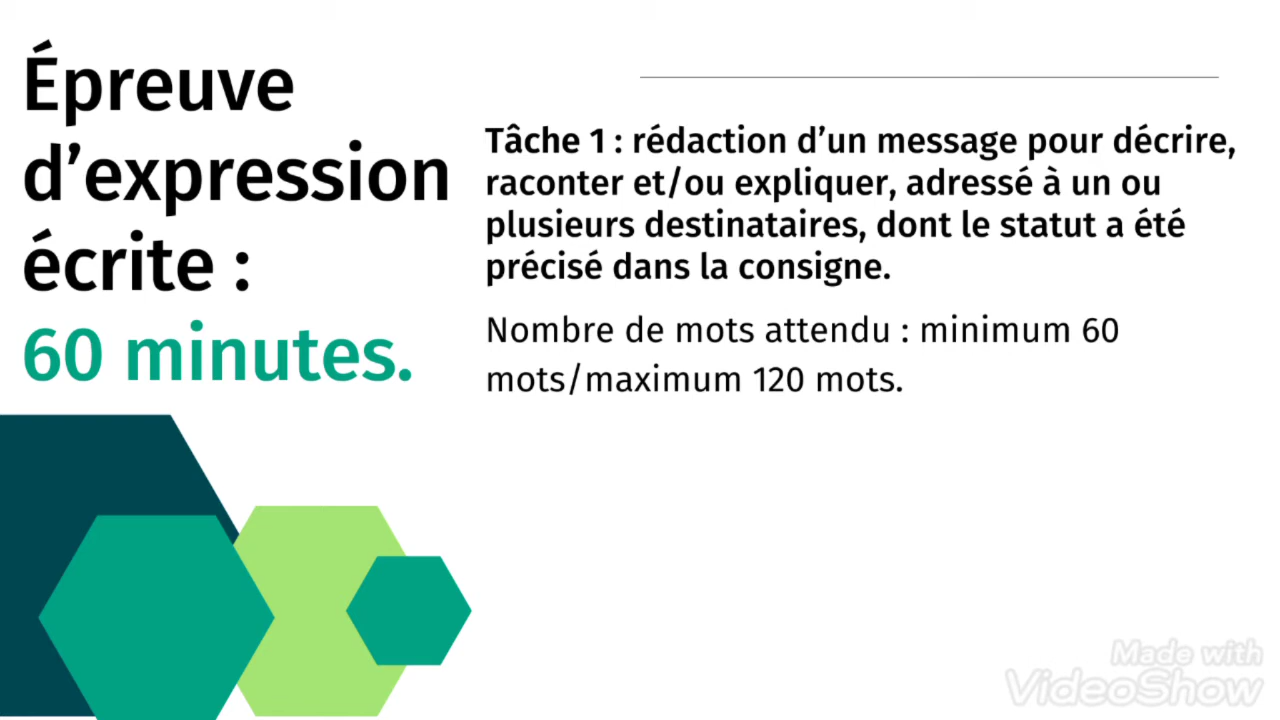 Épreuve
d’expression
écrite :
60 minutes.
Tâche 1 : rédaction d’un message pour décrire,
raconter et/ou expliquer, adressé à un ou
plusieurs destinataires, dont le statut a été
précisé dans la consigne.
Nombre de mots attendu : minimum 60
mots/maximum 120 mots.
Made with
VideoShow